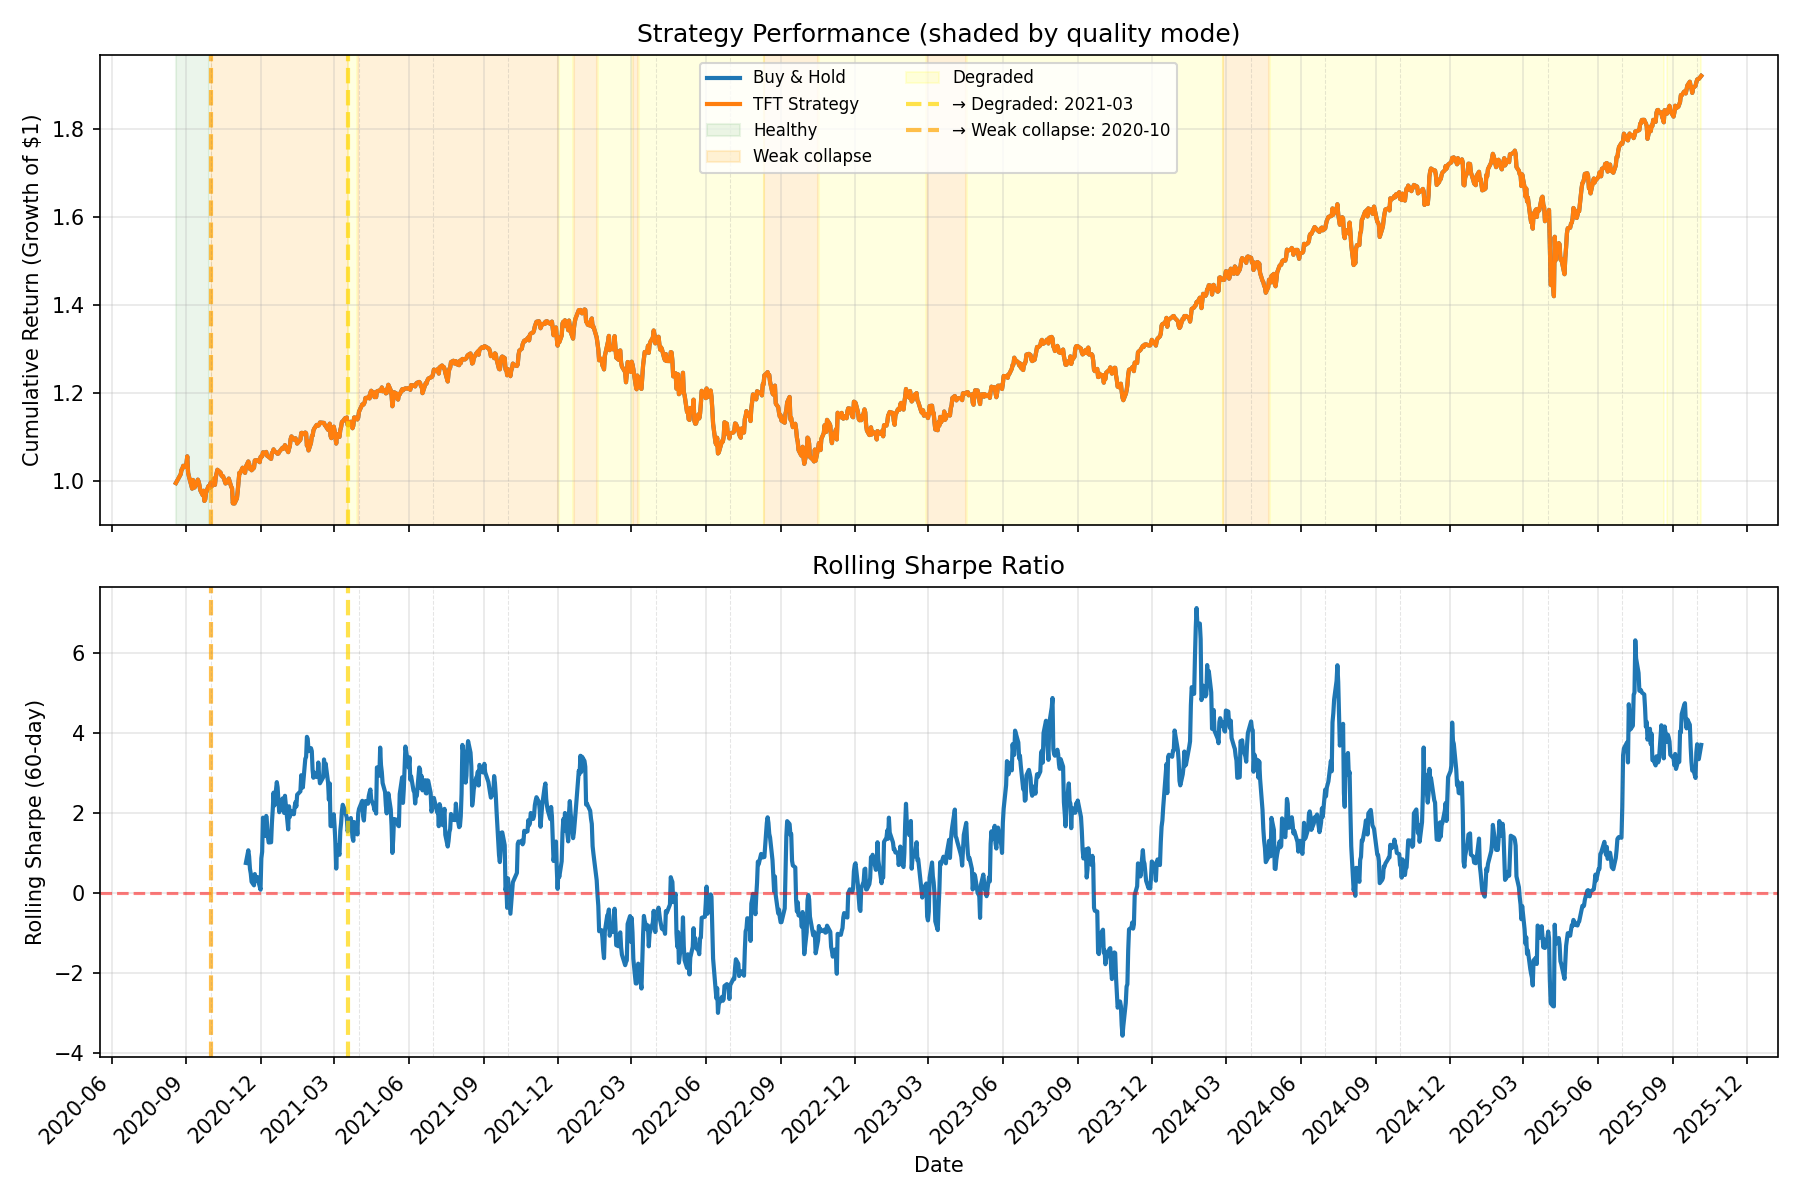 Strategy Performance (shaded by quality mode)
Cumulative Return (Growth of $1)
1.8
1.6
1.4
1.2
1.0
Buy & Hold
TFT Strategy
Healthy
Weak collapse
Degraded
→ Degraded: 2021-03
→ Weak collapse: 2020-10
Rolling Sharpe Ratio
Rolling Sharpe (60-day)
6
4
2
0
−2
−4
2020-06
2020-09
2020-12
2021-03
2021-06
2021-09
2021-12
2022-03
2022-06
2022-09
2022-12
2023-03
2023-06
2023-09
2023-12
2024-03
2024-06
2024-09
2024-12
2025-03
2025-06
2025-09
2025-12
Date